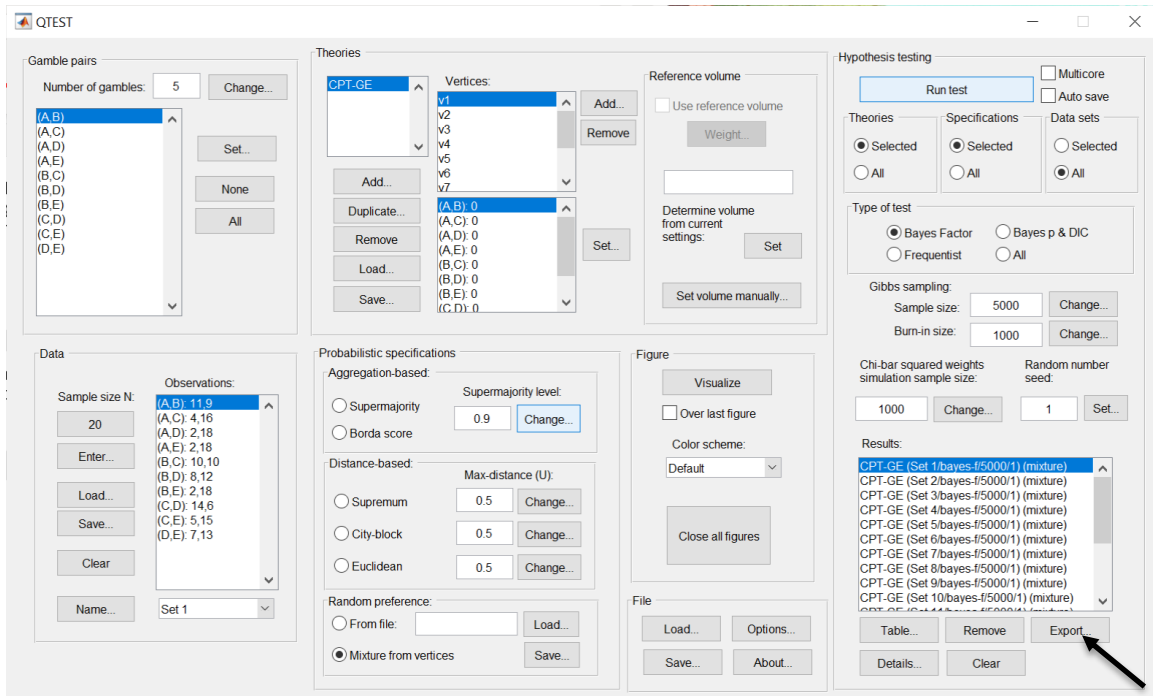 QTEST
Gamble pairs
Number of gambles: 5 Change...
(A,B)
(A,C)
(A,D)
(A,E)
(B,C)
(B,D)
(B,E)
(C,D)
(C,E)
(D,E)
Set...
None
All
Theories
CPT-GE
Vertices:
v1
v2
v3
v4
v5
v6
v7
Add...
Remove
Add...
Duplicate...
Remove
Load...
Save...
(A,B): 0
(A,C): 0
(A,D): 0
(A,E): 0
(B,C): 0
(B,D): 0
(B,E): 0
(C,D): 0
Set...
Reference volume
Use reference volume
Weight...
Determine volume
from current
settings:
Set
Set volume manually...
Hypothesis testing
Run test
Multicore
Auto save
Theories
Selected
All
Specifications
Selected
All
Data sets
Selected
All
Type of test
Bayes Factor
Bayes p & DIC
Frequentist
All
Gibbs sampling:
Sample size: 5000 Change...
Burn-in size: 1000 Change...
Chi-bar squared weights
simulation sample size:
1000 Change...
Random number
seed:
1 Set...
Results:
CPT-GE (Set 1/bayes-f/5000/1) (mixture)
CPT-GE (Set 2/bayes-f/5000/1) (mixture)
CPT-GE (Set 3/bayes-f/5000/1) (mixture)
CPT-GE (Set 4/bayes-f/5000/1) (mixture)
CPT-GE (Set 5/bayes-f/5000/1) (mixture)
CPT-GE (Set 6/bayes-f/5000/1) (mixture)
CPT-GE (Set 7/bayes-f/5000/1) (mixture)
CPT-GE (Set 8/bayes-f/5000/1) (mixture)
CPT-GE (Set 9/bayes-f/5000/1) (mixture)
CPT-GE (Set 10/bayes-f/5000/1) (mixture)
CPT-GE (Set 11/bayes-f/5000/1) (mixture)
Table...
Remove
Export...
Details...
Clear
Data
Sample size N:
20
Enter...
Load...
Save...
Clear
Name...
Observations:
(A,B): 11,9
(A,C): 4,16
(A,D): 2,18
(A,E): 2,18
(B,C): 10,10
(B,D): 8,12
(B,E): 2,18
(C,D): 14,6
(C,E): 5,15
(D,E): 7,13
Set 1
Probabilistic specifications
Aggregation-based:
Supermajority level:
Supermajority
Borda score
0.9 Change...
Distance-based:
Max-distance (U):
Supremum 0.5 Change...
City-block 0.5 Change...
Euclidean 0.5 Change...
Random preference:
From file: Load...
Mixture from vertices Save...
Figure
Visualize
Over last figure
Color scheme:
Default
Close all figures
File
Load...
Options...
Save...
About...